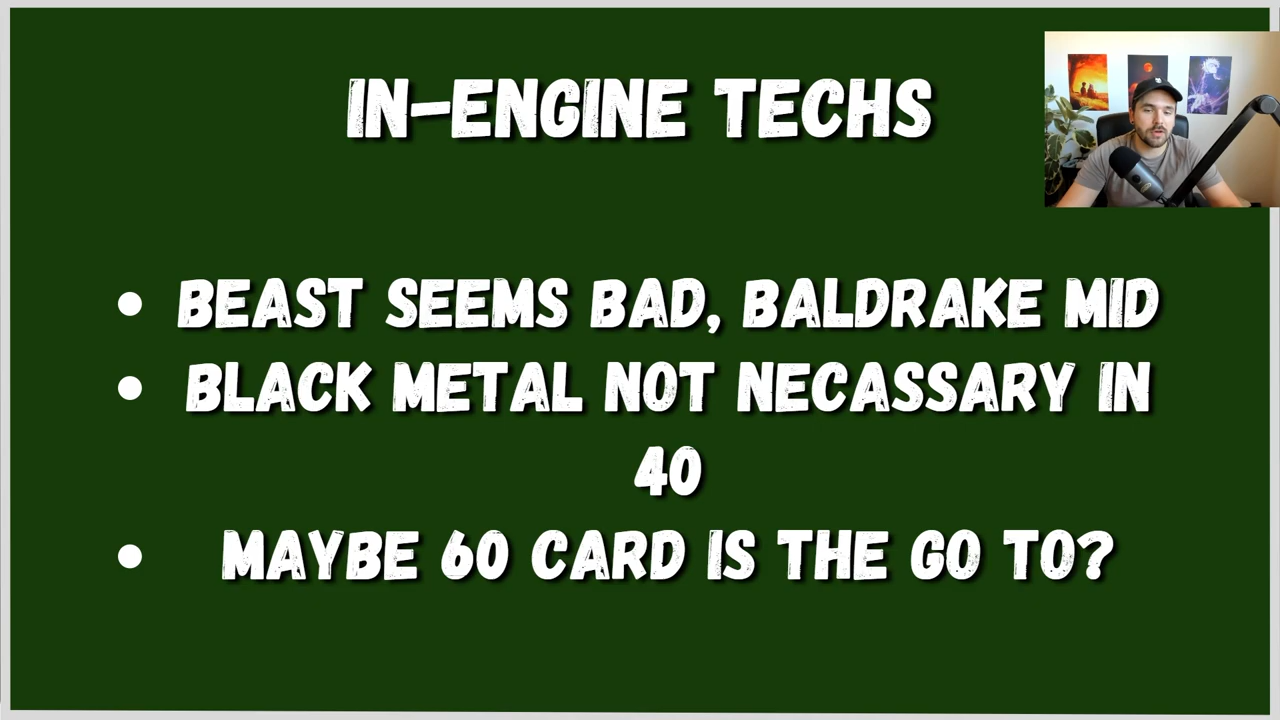 IN-ENGINE TECHS
• BEAST SEEMS BAD, BALDRAKE MID
• BLACK METAL NOT NECASSARY IN
40
• MAYBE 60 CARD IS THE GO TO?